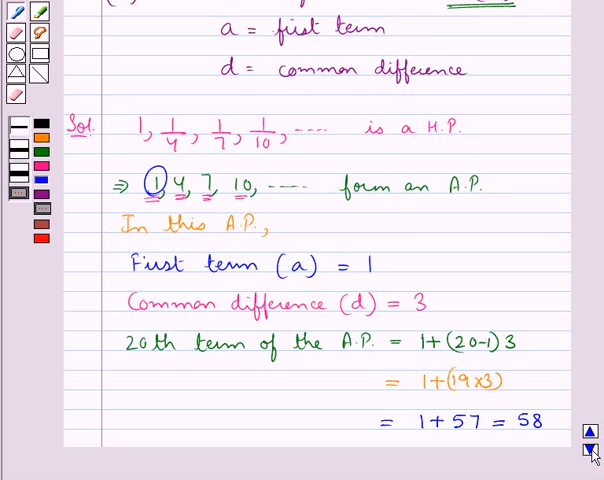 a = first term
d = common difference
Sol. 1, 1/4, 1/7, 1/10, ..... is a H.P.
⇒ 1, 4, 7, 10, ..... form an A.P.
In this A.P.,
First term (a) = 1
Common difference (d) = 3
20th term of the A.P. = 1+(20-1)3
= 1+(19×3)
= 1+57 = 58